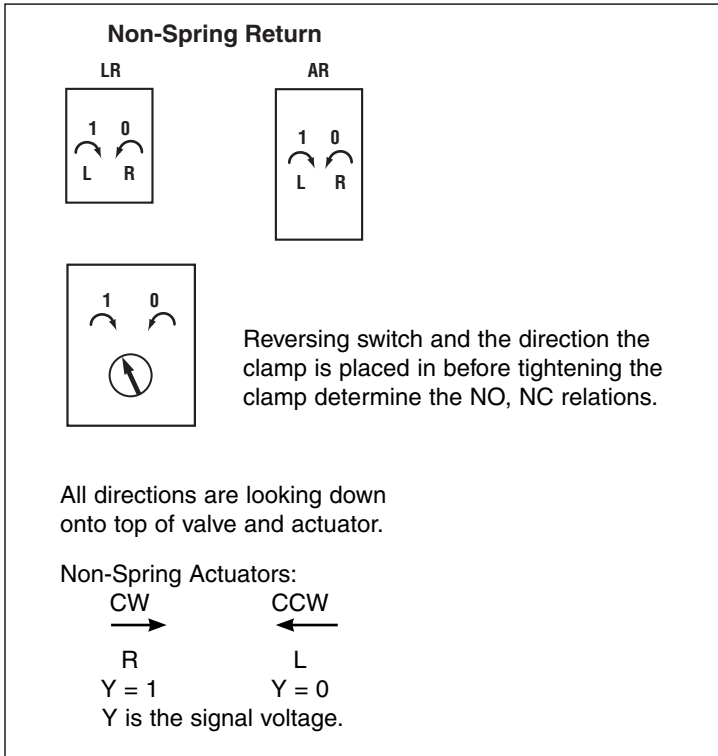 Non-Spring Return
LR
AR
1 0
L R
1 0
L R
1 0
Reversing switch and the direction the
clamp is placed in before tightening the
clamp determine the NO, NC relations.
All directions are looking down
onto top of valve and actuator.
Non-Spring Actuators:
CW CCW
R L
Y = 1 Y = 0
Y is the signal voltage.